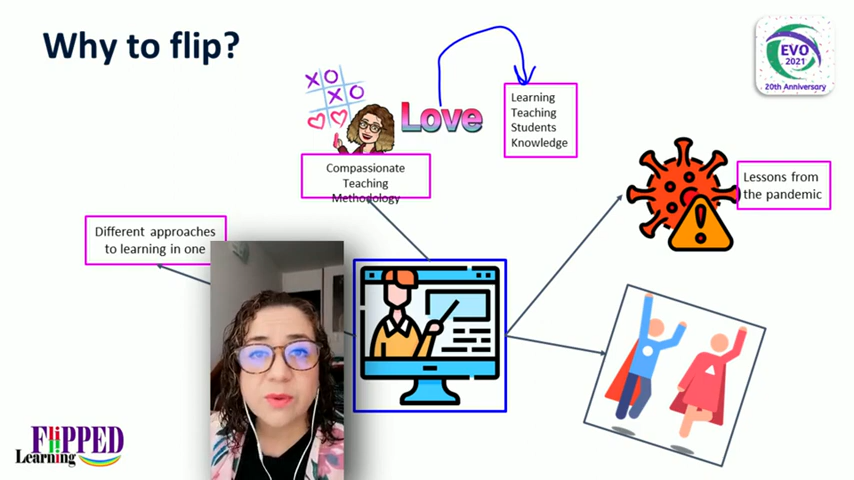 Why to flip?
EVO
2021
20th Anniversary
XO
XO
Love
Learning
Teaching
Students
Knowledge
Compassionate
Teaching
Methodology
Lessons from
the pandemic
Different approaches
to learning in one
FliPPED
Learning